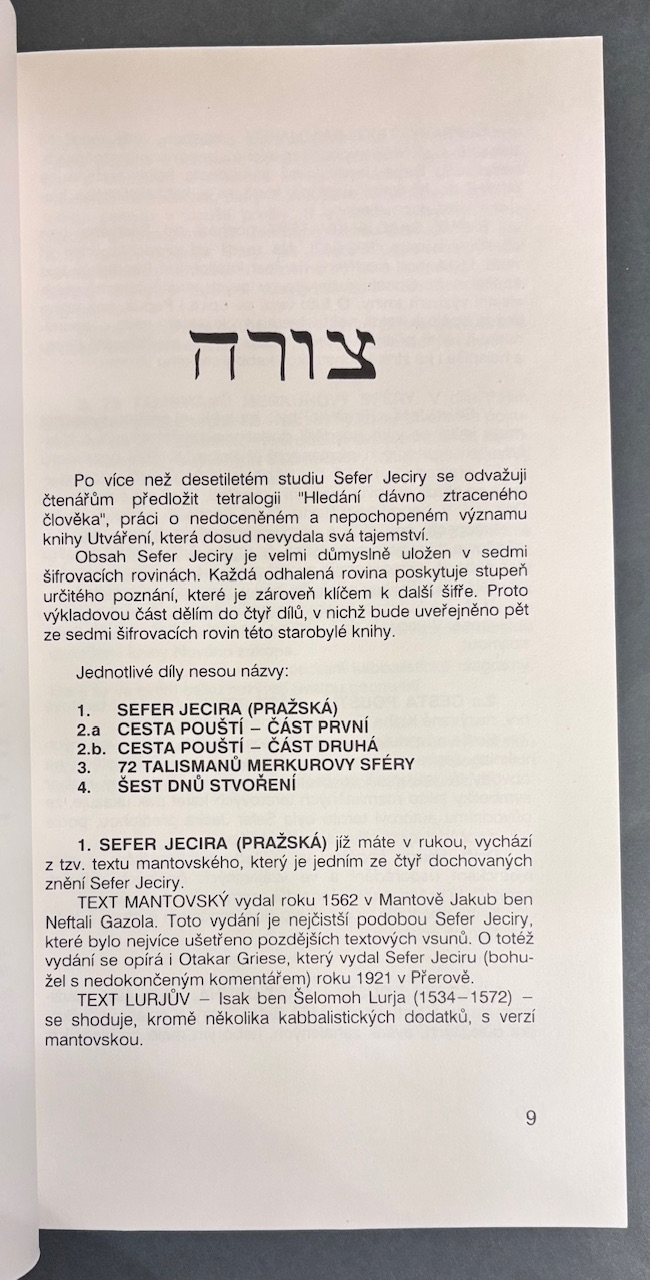 צורה
Po více než desetiletém studiu Sefer Jeciry se odvažuji
čtenářům předložit tetralogii "Hledání dávno ztraceného
člověka", práci o nedoceněném a nepochopeném významu
knihy Utváření, která dosud nevydala svá tajemství.
Obsah Sefer Jeciry je velmi důmyslně uložen v sedmi
šifrovacích rovinách. Každá odhalená rovina poskytuje stupeň
určitého poznání, které je zároveň klíčem k další šifře. Proto
výkladovou část dělím do čtyř dílů, v nichž bude uveřejněno pět
ze sedmi šifrovacích rovin této starobylé knihy.
Jednotlivé díly nesou názvy:
1. SEFER JECIRA (PRAŽSKÁ)
2.a CESTA POUŠTÍ – ČÁST PRVNÍ
2.b. CESTA POUŠTÍ – ČÁST DRUHÁ
3. 72 TALISMANŮ MERKUROVY SFÉRY
4. ŠEST DNŮ STVOŘENÍ
1. SEFER JECIRA (PRAŽSKÁ) jíž máte v rukou, vychází
z tzv. textu mantovského, který je jedním ze čtyř dochovaných
znění Sefer Jeciry.
TEXT MANTOVSKÝ vydal roku 1562 v Mantově Jakub ben
Neftali Gazola. Toto vydání je nejčistší podobou Sefer Jeciry,
které bylo nejvíce ušetřeno pozdějších textových vsunů. O totéž
vydání se opírá i Otakar Griese, který vydal Sefer Jeciru (bohu-
žel s nedokončeným komentářem) roku 1921 v Přerově.
TEXT LURJŮV – Isak ben Šelomoh Lurja (1534–1572) –
se shoduje, kromě několika kabbalistických dodatků, s verzí
mantovskou.
9